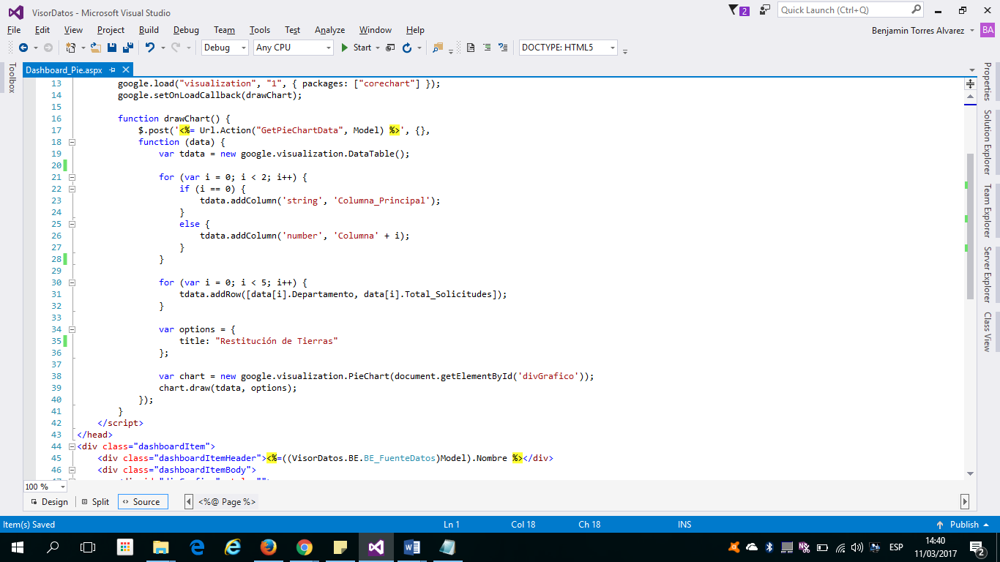 VisorDatos - Microsoft Visual Studio
2
Quick Launch (Ctrl+Q)
File Edit View Project Build Debug Team Tools Test Analyze Window Help
Benjamin Torres Alvarez BA
Debug Any CPU Start DOCTYPE: HTML5
Toolbox
Dashboard_Pie.aspx
13 google.load("visualization", "1", { packages: ["corechart"] });
14 google.setOnLoadCallback(drawChart);
15
16 function drawChart() {
17 $.post('<%= Url.Action("GetPieChartData", Model) %>', {},
18 function (data) {
19 var tdata = new google.visualization.DataTable();
20
21 for (var i = 0; i < 2; i++) {
22 if (i == 0) {
23 tdata.addColumn('string', 'Columna_Principal');
24 }
25 else {
26 tdata.addColumn('number', 'Columna' + i);
27 }
28 }
29
30 for (var i = 0; i < 5; i++) {
31 tdata.addRow([data[i].Departamento, data[i].Total_Solicitudes]);
32 }
33
34 var options = {
35 title: "Restitución de Tierras"
36 };
37
38 var chart = new google.visualization.PieChart(document.getElementById('divGrafico'));
39 chart.draw(tdata, options);
40 });
41 }
42 </script>
43 </head>
44 <div class="dashboardItem">
45 <div class="dashboardItemHeader"><%=((VisorDatos.BE.BE_FuenteDatos)Model).Nombre %></div>
46 <div class="dashboardItemBody">
Properties
Solution Explorer
Team Explorer
Server Explorer
Class View
100 %
Design Split Source <%@ Page %>
Item(s) Saved Ln 1 Col 18 Ch 18 INS Publish
ESP
14:40
11/03/2017
2